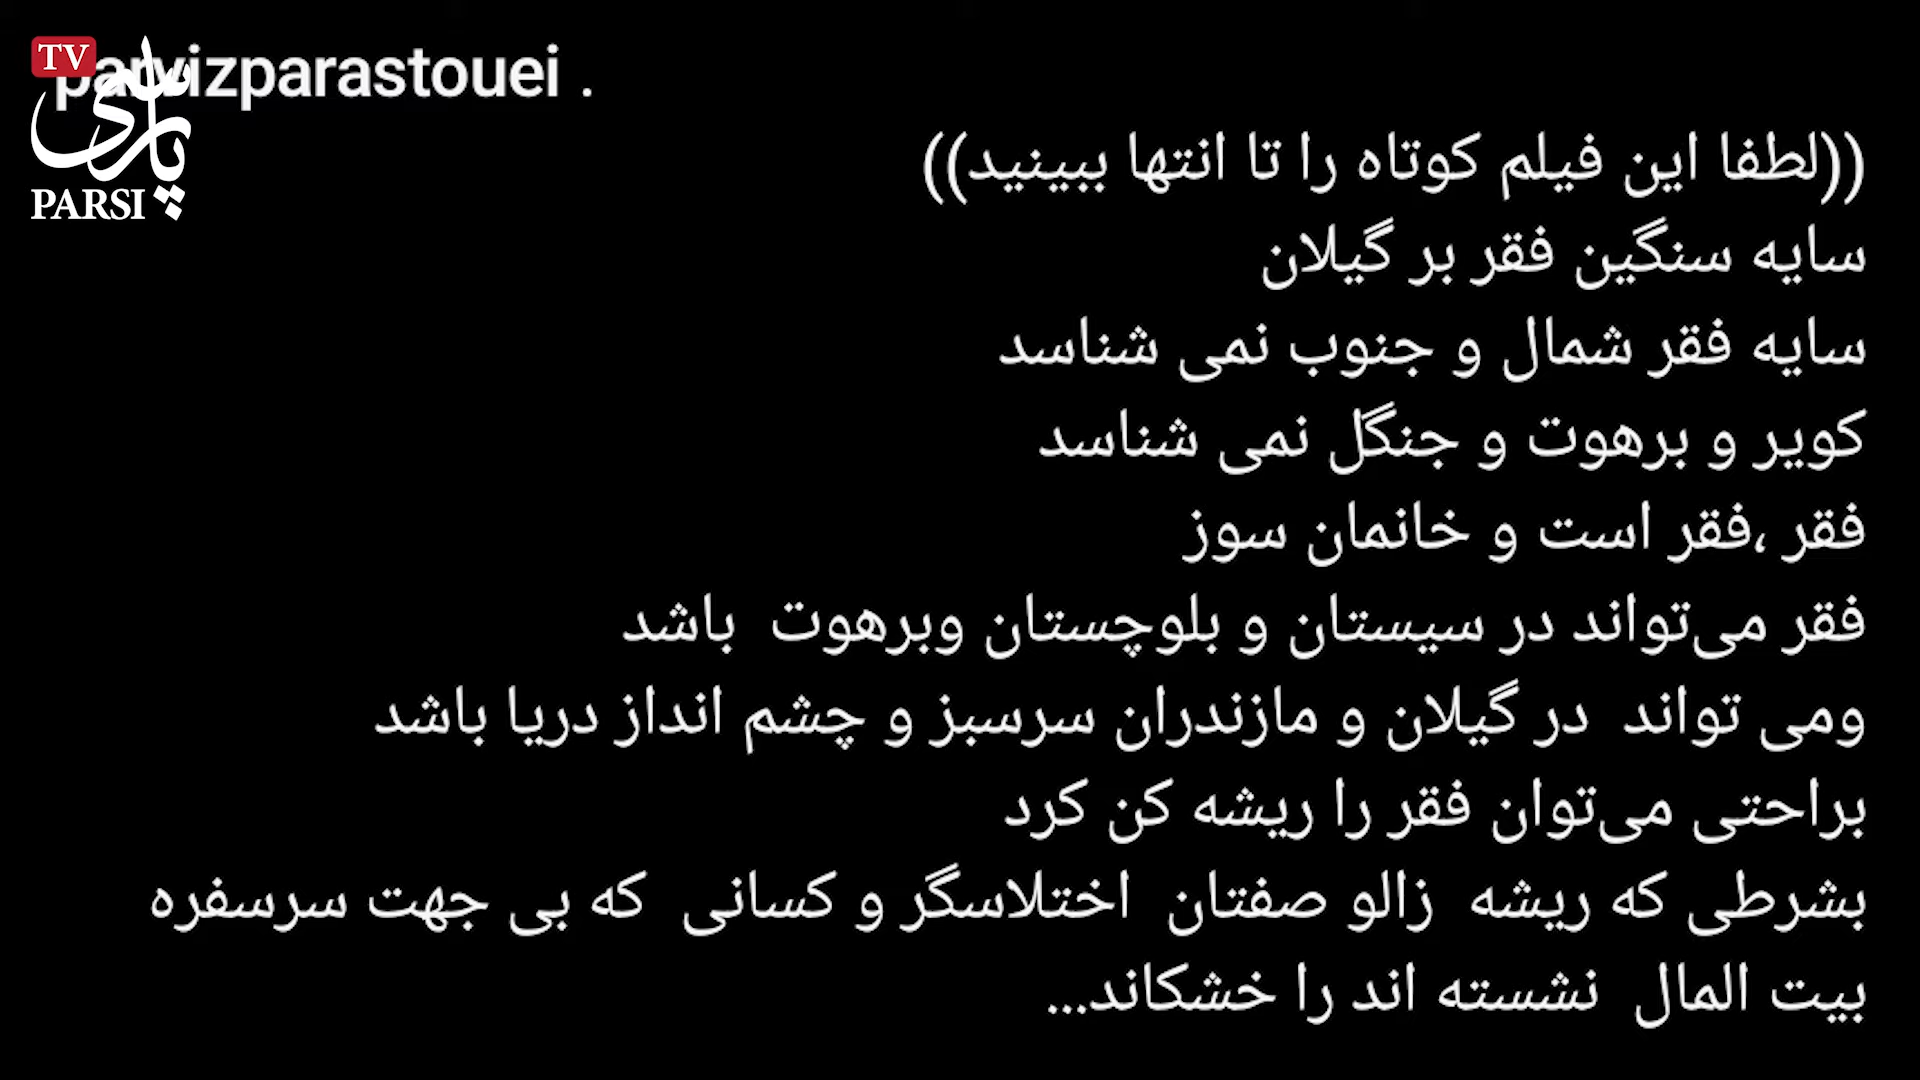 TV
پارسی
PARSI
parvizparastouei .
((لطفا این فیلم کوتاه را تا انتها ببینید))
سایه سنگین فقر بر گیلان
سایه فقر شمال و جنوب نمی شناسد
کویر و برهوت و جنگل نمی شناسد
فقر ،فقر است و خانمان سوز
فقر می‌تواند در سیستان و بلوچستان وبرهوت باشد
ومی تواند در گیلان و مازندران سرسبز و چشم انداز دریا باشد
براحتی می‌توان فقر را ریشه کن کرد
بشرطی که ریشه زالو صفتان اختلاسگر و کسانی که بی جهت سرسفره
بیت المال نشسته اند را خشکاند...